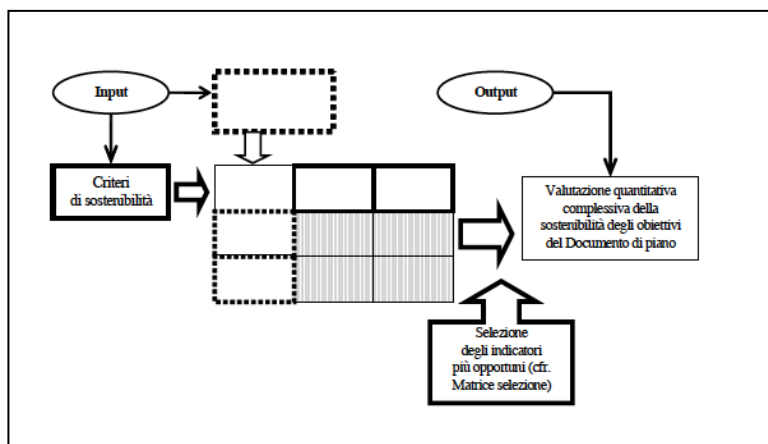 Input
Output
Criteri
di sostenibilità
Valutazione quantitativa
complessiva della
sostenibilità degli obiettivi
del Documento di piano
Selezione
degli indicatori
più opportuni (cfr.
Matrice selezione)